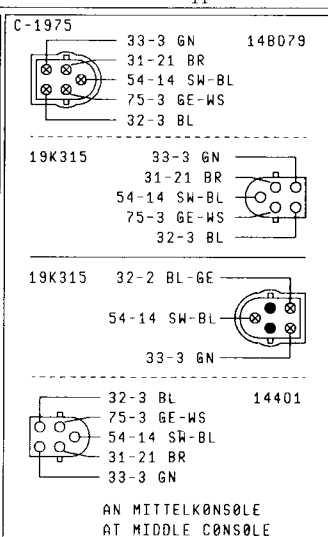 C-1975
33-3 GN 14B079
31-21 BR
54-14 SW-BL
75-3 GE-WS
32-3 BL
19K315 33-3 GN
31-21 BR
54-14 SW-BL
75-3 GE-WS
32-3 BL
19K315 32-2 BL-GE
54-14 SW-BL
33-3 GN
32-3 BL 14401
75-3 GE-WS
54-14 SW-BL
31-21 BR
33-3 GN
AN MITTELKØNSØLE
AT MIDDLE CØNSØLE